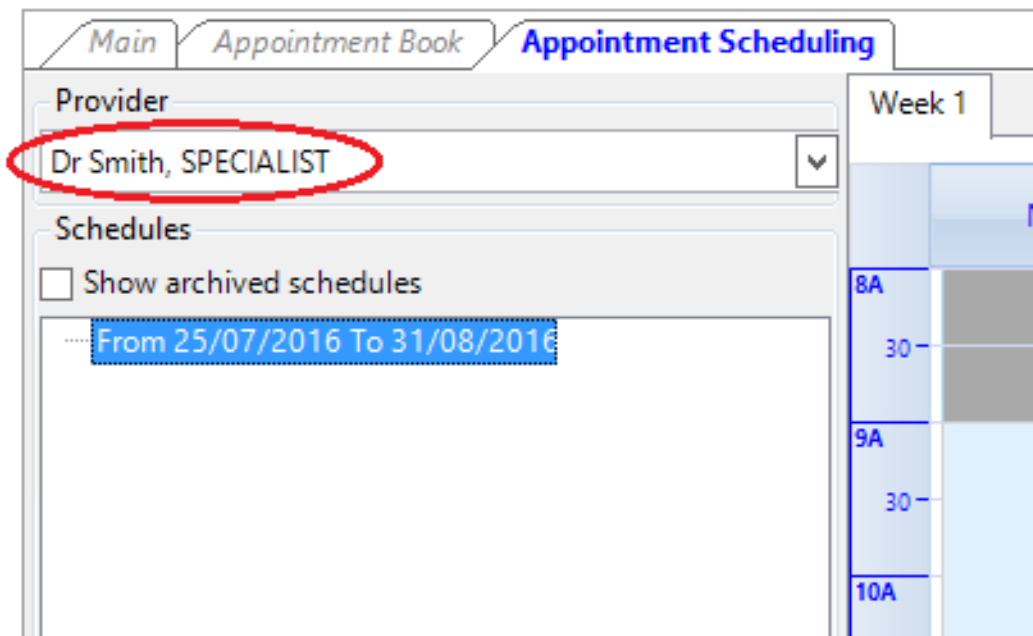 Main Appointment Book Appointment Scheduling
Provider
Dr Smith, SPECIALIST
Schedules
Show archived schedules
From 25/07/2016 To 31/08/2016
Week 1
8A
30
9A
30
10A